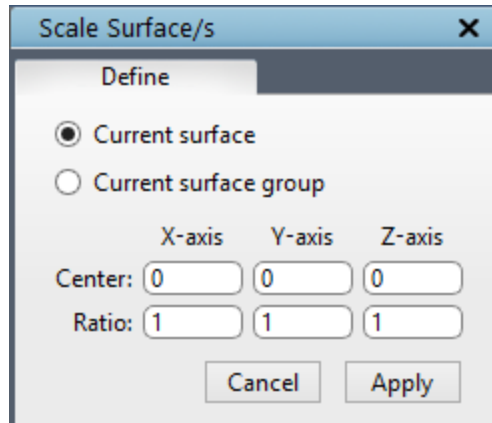 Scale Surface/s
Define
Current surface
Current surface group
X-axis Y-axis Z-axis
Center: 0 0 0
Ratio: 1 1 1
Cancel Apply